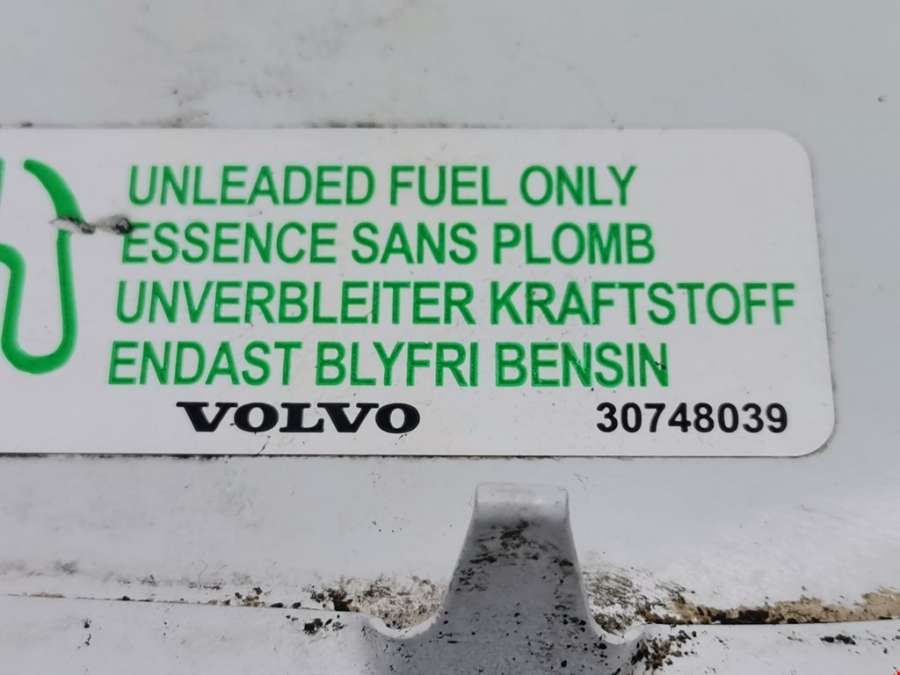 UNLEADED FUEL ONLY
ESSENCE SANS PLOMB
UNVERBLEITER KRAFTSTOFF
ENDAST BLYFRI BENSIN
VOLVO 30748039